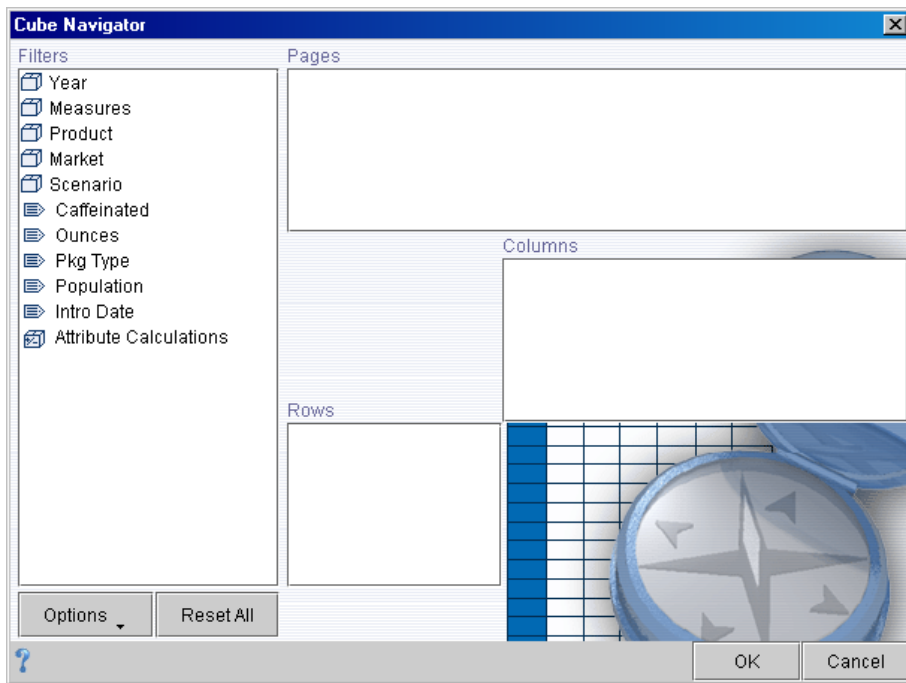 Cube Navigator
Filters
Pages
Year
Measures
Product
Market
Scenario
Caffeinated
Ounces
Pkg Type
Population
Intro Date
Attribute Calculations
Columns
Rows
Options
Reset All
?
OK
Cancel